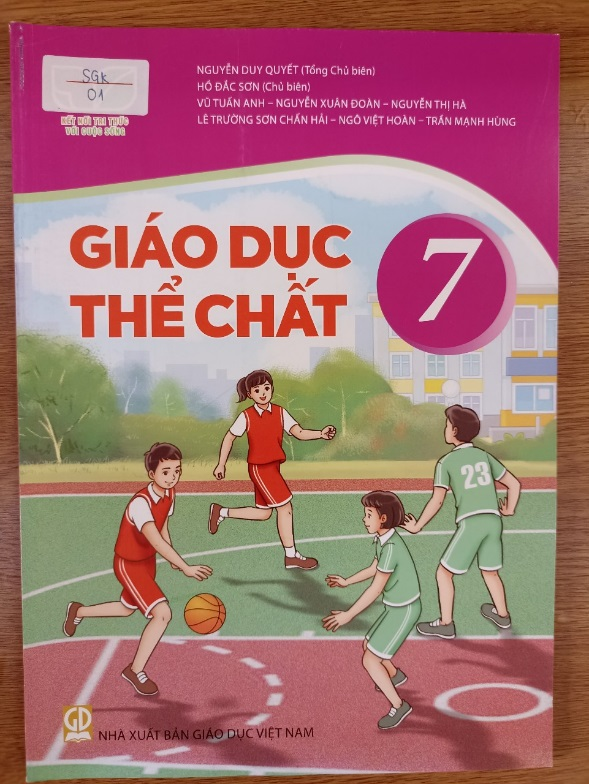 SGK
01
KẾT NỐI TRI THỨC
VỚI CUỘC SỐNG
NGUYỄN DUY QUYẾT (Tổng Chủ biên)
HỒ ĐẮC SƠN (Chủ biên)
VŨ TUẤN ANH – NGUYỄN XUÂN ĐOÀN – NGUYỄN THỊ HÀ
LÊ TRƯỜNG SƠN CHẤN HẢI – NGÔ VIỆT HOÀN – TRẦN MẠNH HÙNG
GIÁO DỤC
THỂ CHẤT
7
23
GD
NHÀ XUẤT BẢN GIÁO DỤC VIỆT NAM